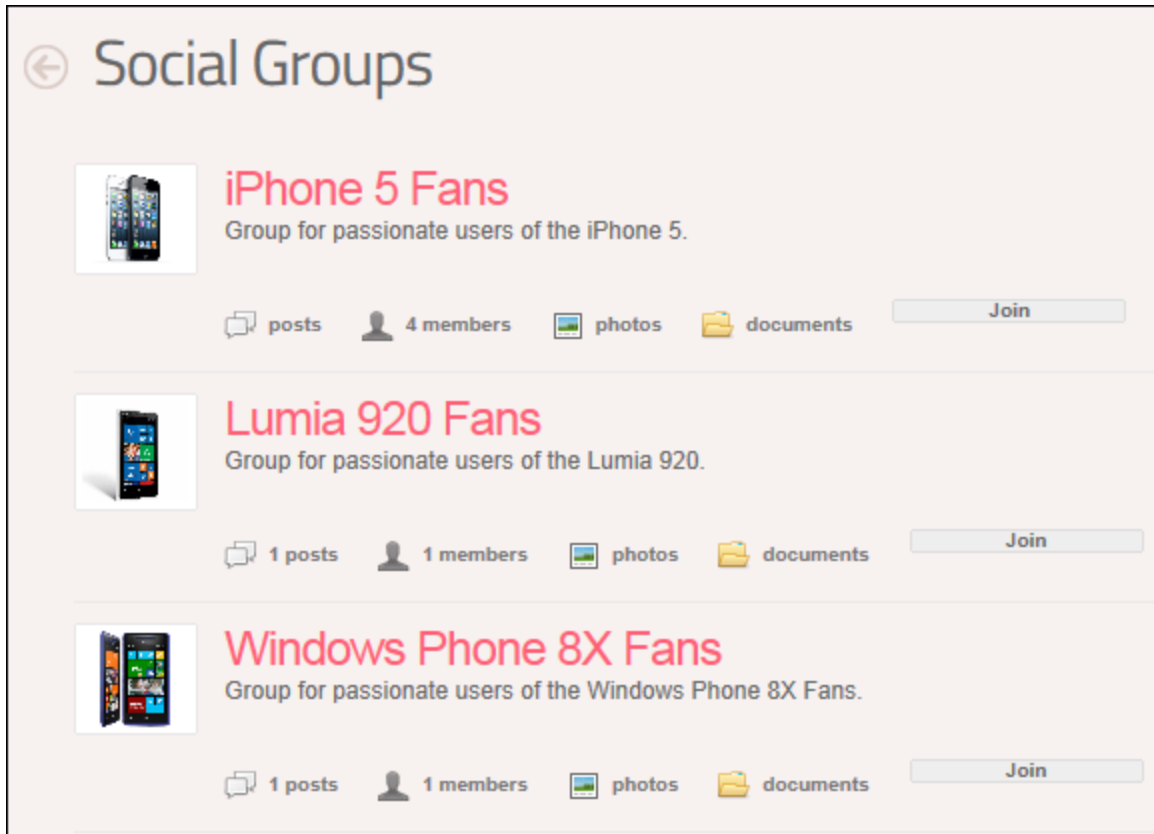 Social Groups
iPhone 5 Fans
Group for passionate users of the iPhone 5.
posts 4 members photos documents Join
Lumia 920 Fans
Group for passionate users of the Lumia 920.
1 posts 1 members photos documents Join
Windows Phone 8X Fans
Group for passionate users of the Windows Phone 8X Fans.
1 posts 1 members photos documents Join